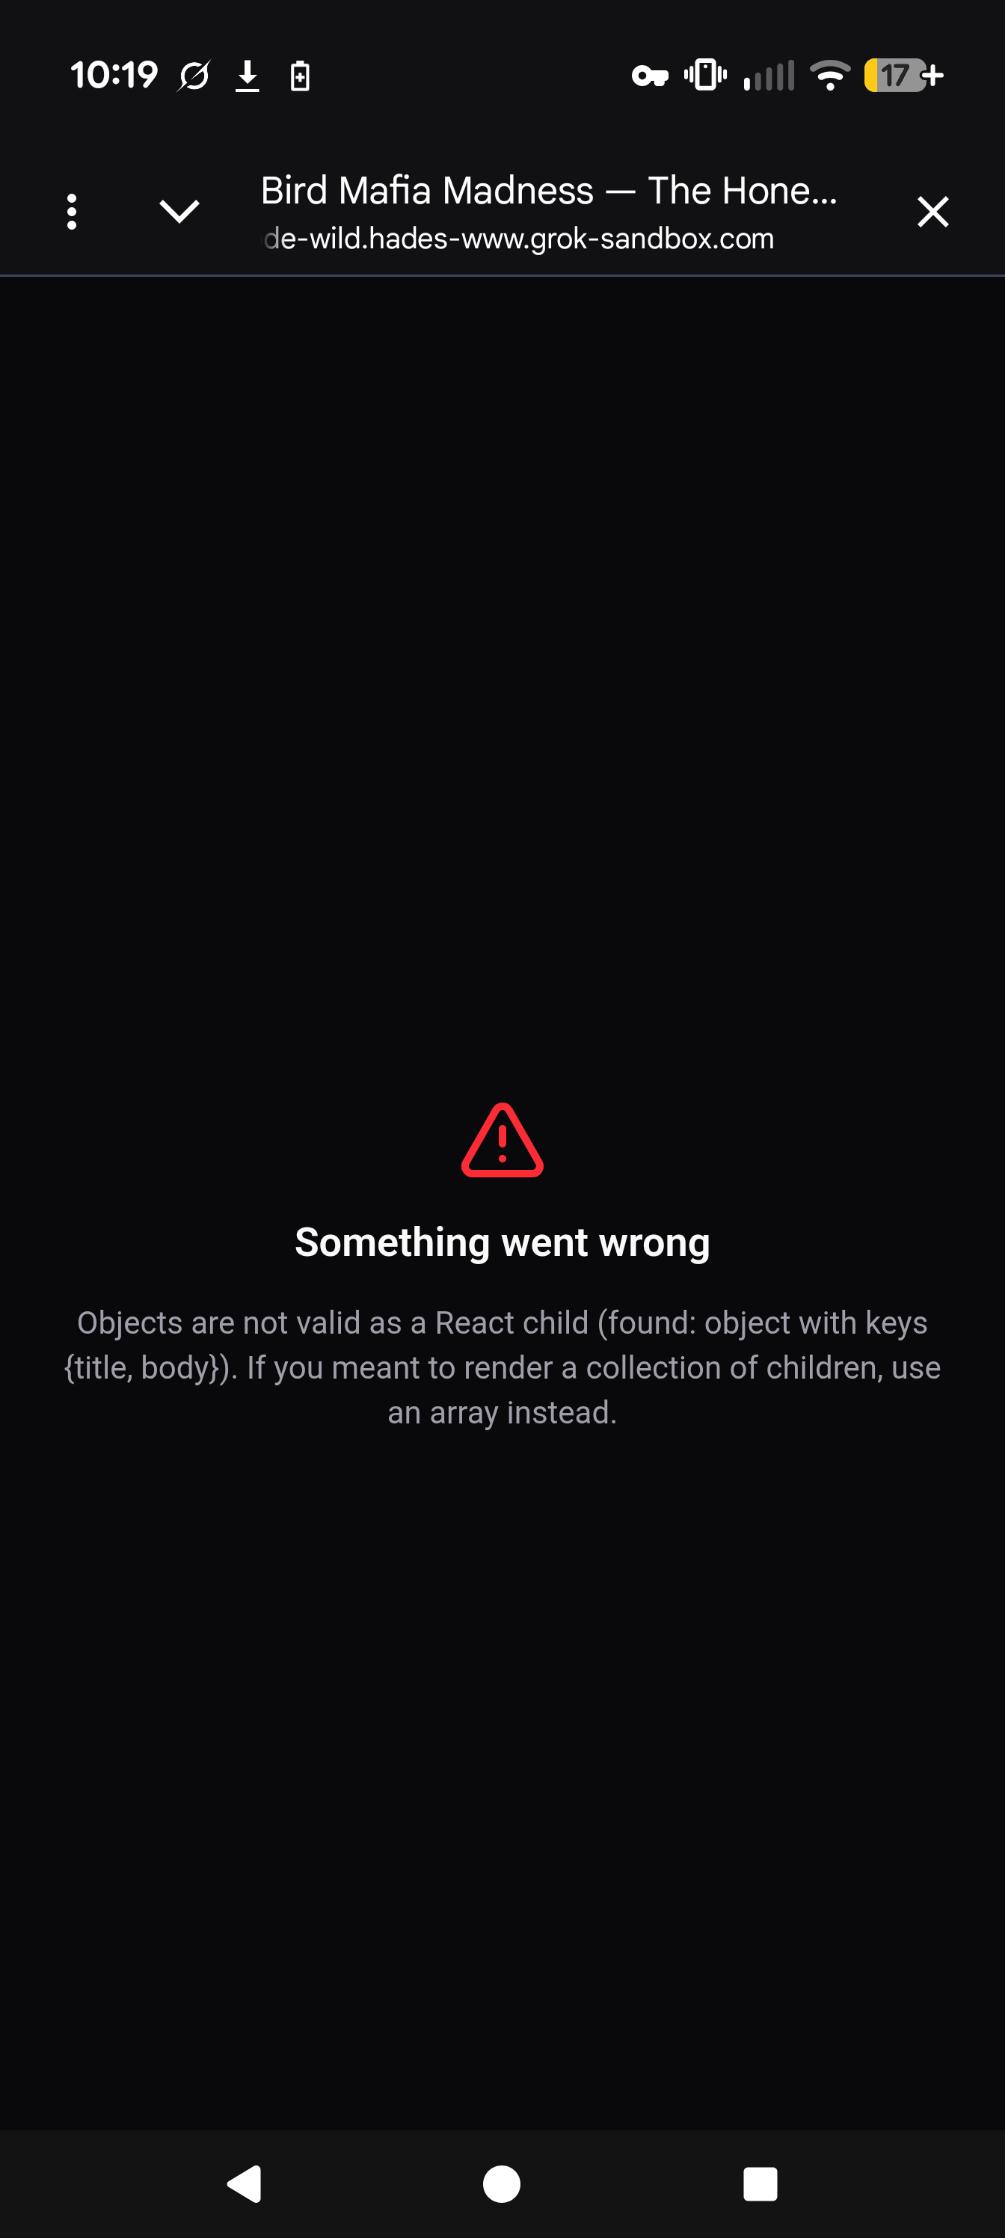 10:19
17
Bird Mafia Madness — The Hone...
de-wild.hades-www.grok-sandbox.com
Something went wrong
Objects are not valid as a React child (found: object with keys
{title, body}). If you meant to render a collection of children, use
an array instead.